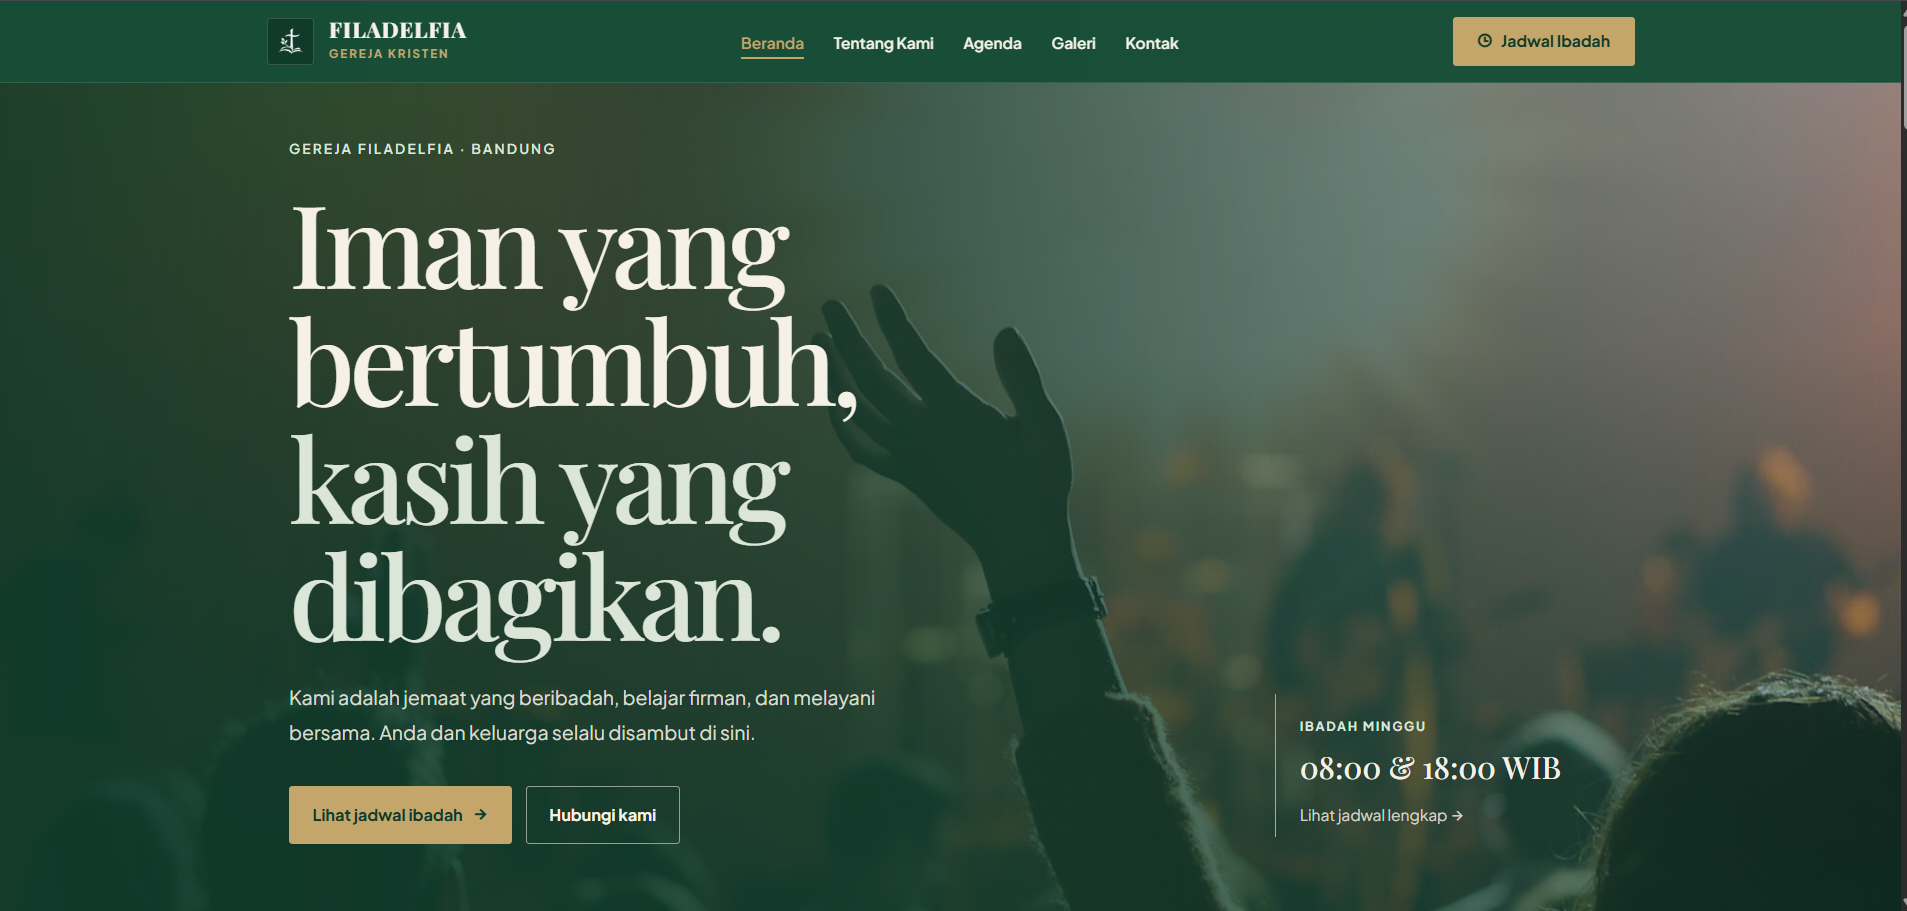 FILADELFIA
GEREJA KRISTEN
Beranda
Tentang Kami
Agenda
Galeri
Kontak
Jadwal Ibadah
GEREJA FILADELFIA · BANDUNG
Iman yang
bertumbuh,
kasih yang
dibagikan.
Kami adalah jemaat yang beribadah, belajar firman, dan melayani
bersama. Anda dan keluarga selalu disambut di sini.
Lihat jadwal ibadah →
Hubungi kami
IBADAH MINGGU
08:00 & 18:00 WIB
Lihat jadwal lengkap →